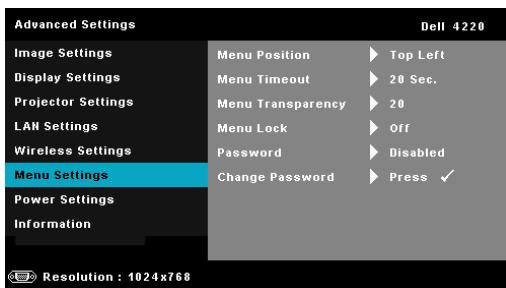 Advanced Settings Dell 4220
Image Settings Menu Position Top Left
Display Settings Menu Timeout 20 Sec.
Projector Settings Menu Transparency 20
LAN Settings Menu Lock Off
Wireless Settings Password Disabled
Menu Settings Change Password Press ✓
Power Settings
Information
Resolution : 1024x768